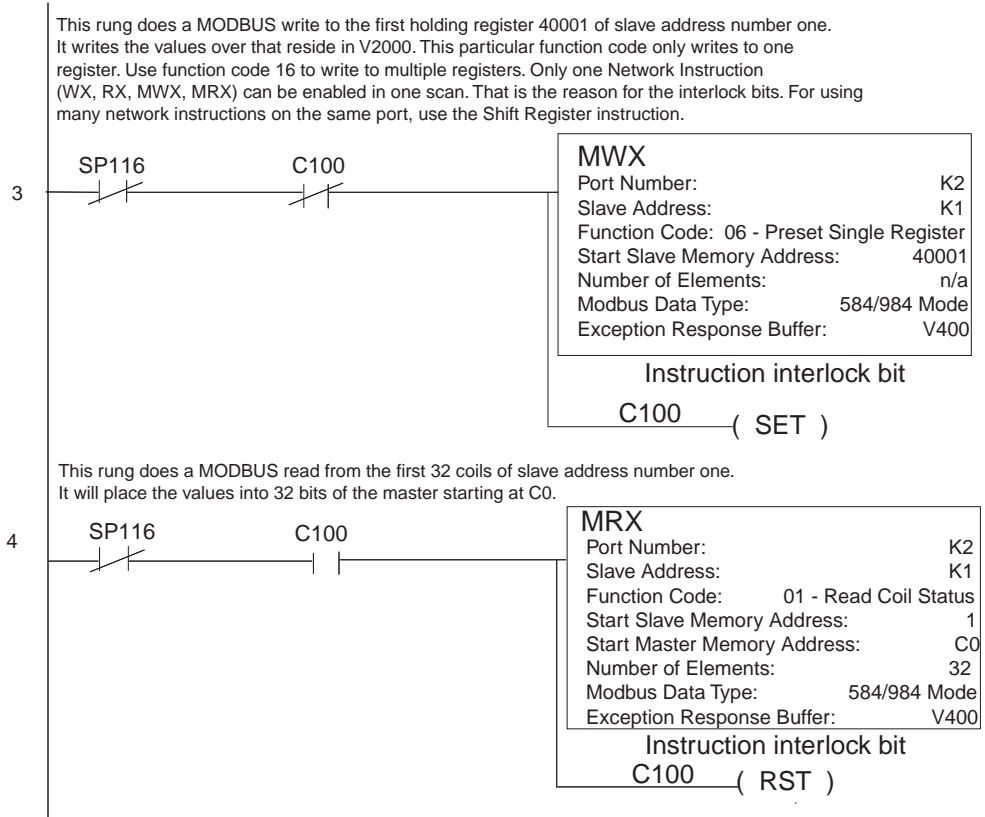 This rung does a MODBUS write to the first holding register 40001 of slave address number one.
It writes the values over that reside in V2000. This particular function code only writes to one
register. Use function code 16 to write to multiple registers. Only one Network Instruction
(WX, RX, MWX, MRX) can be enabled in one scan. That is the reason for the interlock bits. For using
many network instructions on the same port, use the Shift Register instruction.
3
SP116
C100
MWX
Port Number: K2
Slave Address: K1
Function Code: 06 - Preset Single Register
Start Slave Memory Address: 40001
Number of Elements: n/a
Modbus Data Type: 584/984 Mode
Exception Response Buffer: V400
Instruction interlock bit
C100 ( SET )
This rung does a MODBUS read from the first 32 coils of slave address number one.
It will place the values into 32 bits of the master starting at C0.
4
SP116
C100
MRX
Port Number: K2
Slave Address: K1
Function Code: 01 - Read Coil Status
Start Slave Memory Address: 1
Start Master Memory Address: C0
Number of Elements: 32
Modbus Data Type: 584/984 Mode
Exception Response Buffer: V400
Instruction interlock bit
C100 ( RST )